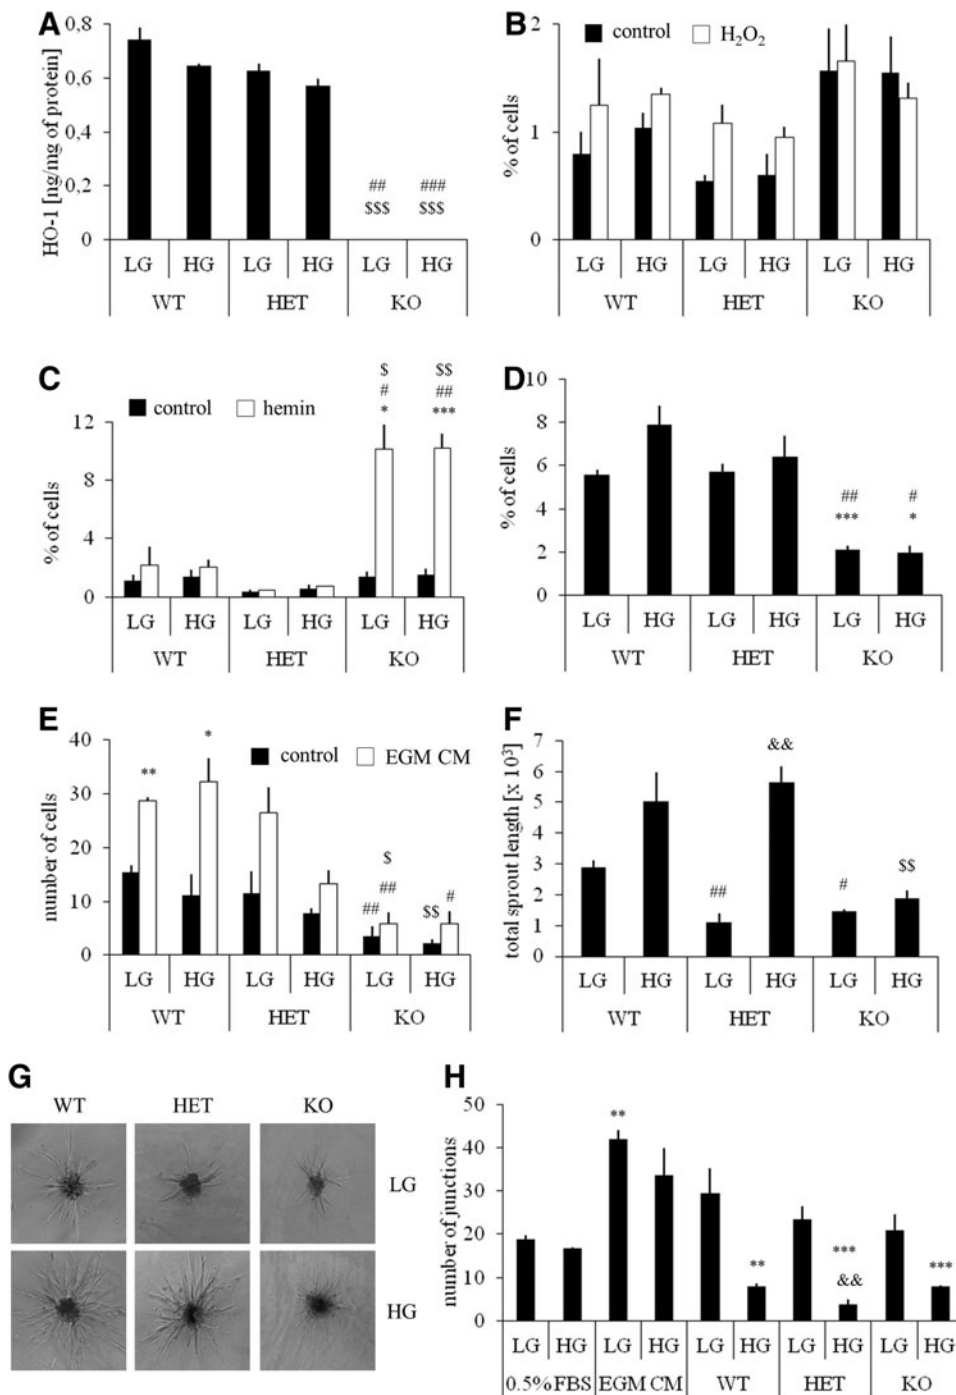 A
HO-1 [ng/mg of protein]
0,8
0,6
0,4
0,2
0
## ###
$$$ $$$
LG HG LG HG LG HG
WT HET KO
B
control H₂O₂
% of cells
2
1
0
LG HG LG HG LG HG
WT HET KO
C
control hemin
% of cells
12
8
4
0
$ $$
# ##
* ***
LG HG LG HG LG HG
WT HET KO
D
% of cells
10
8
6
4
2
0
## #
*** *
LG HG LG HG LG HG
WT HET KO
E
control EGM CM
number of cells
40
30
20
10
0
** *
$
## ## $$ #
LG HG LG HG LG HG
WT HET KO
F
total sprout length [x 10³]
7
6
5
4
3
2
1
0
## && # $$
LG HG LG HG LG HG
WT HET KO
G
WT HET KO
LG
HG
H
number of junctions
50
40
30
20
10
0
** ** *** ***
&&
LG HG LG HG LG HG LG HG LG HG
0.5% FBS EGM CM WT HET KO